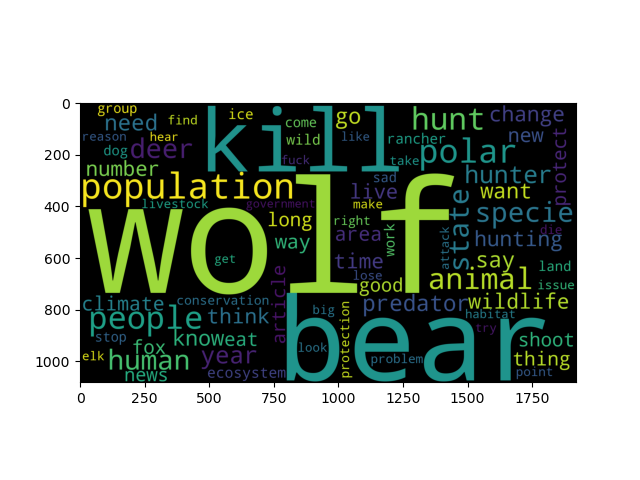 0
200
400
600
800
1000
0
250
500
750
1000
1250
1500
1750
group
need
find
reason
hear
dog
deer
number
population
livestock
wolf
kill
ice
come
wild
fuck
go
like
rancher
take
hunt
polar
change
new
hunter
protect
sad
live
make
government
long
right
way
area
work
time
lose
good
get
want
state
specie
attack
hunting
die
say
land
issue
animal
article
climate
conservation
people
think
stop
fox
know
eat
elk
human
year
news
ecosystem
bear
big
look
protection
problem
predator
wildlife
habitat
try
shoot
thing
point